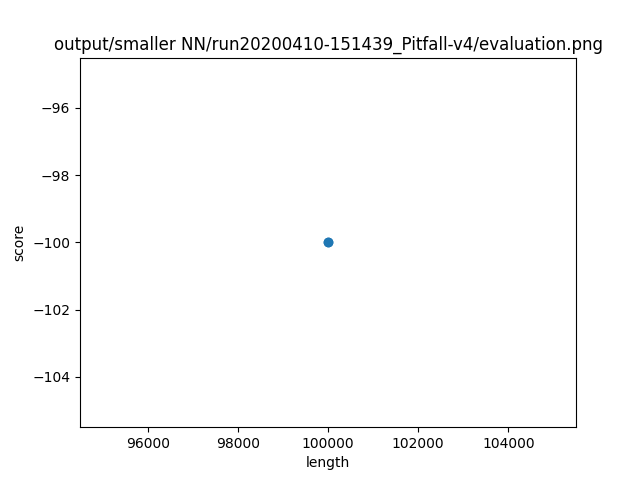 output/smaller NN/run20200410-151439_Pitfall-v4/evaluation.png
−96
−98
−100
−102
−104
score
96000 98000 100000 102000 104000
length